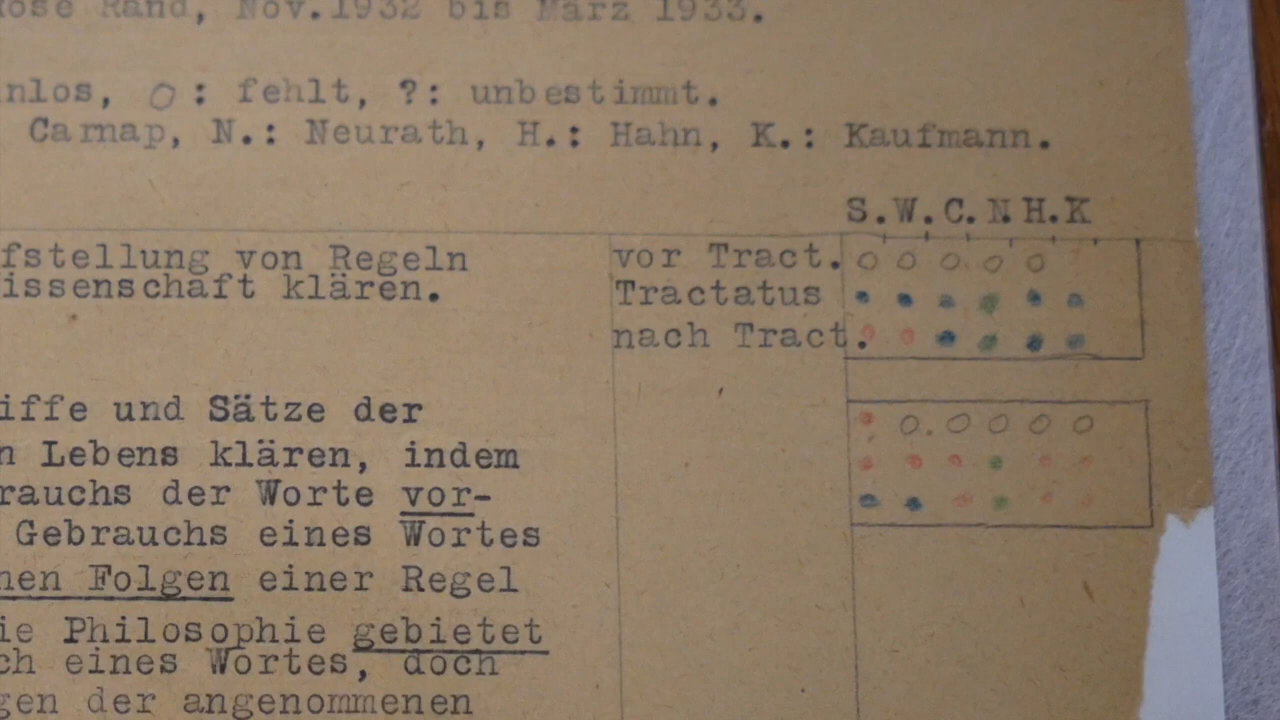 Rose Rand, Nov.1932 bis März 1933.
nlos, O : fehlt, ?: unbestimmt.
Carnap, N.: Neurath, H.: Hahn, K.: Kaufmann.
S.W.C.N.H.K
fstellung von Regeln
issenschaft klären.
vor Tract.
Tractatus
nach Tract.
iffe und Sätze der
n Lebens klären, indem
rauchs der Worte vor-
Gebrauchs eines Wortes
hen Folgen einer Regel
ie Philosophie gebietet
ch eines Wortes, doch
gen der angenommenen